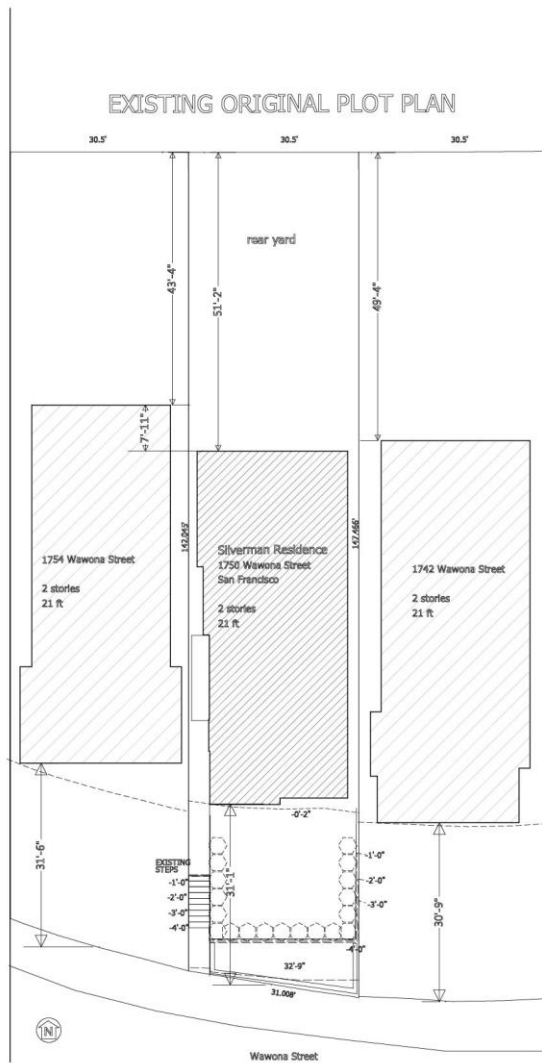 EXISTING ORIGINAL PLOT PLAN
30.5'
30.5'
30.5'
rear yard
43'-4"
51'-2"
49'-4"
7'-11"
142.045'
147.466'
1754 Wawona Street
2 stories
21 ft
Silverman Residence
1750 Wawona Street
San Francisco
2 stories
21 ft
1742 Wawona Street
2 stories
21 ft
31'-6"
-0'-2"
31'-1"
30'-9"
EXISTING
STEPS
-1'-0"
-2'-0"
-3'-0"
-4'-0"
-1'-0"
-2'-0"
-3'-0"
-4'-0"
32'-9"
31.008'
N
Wawona Street